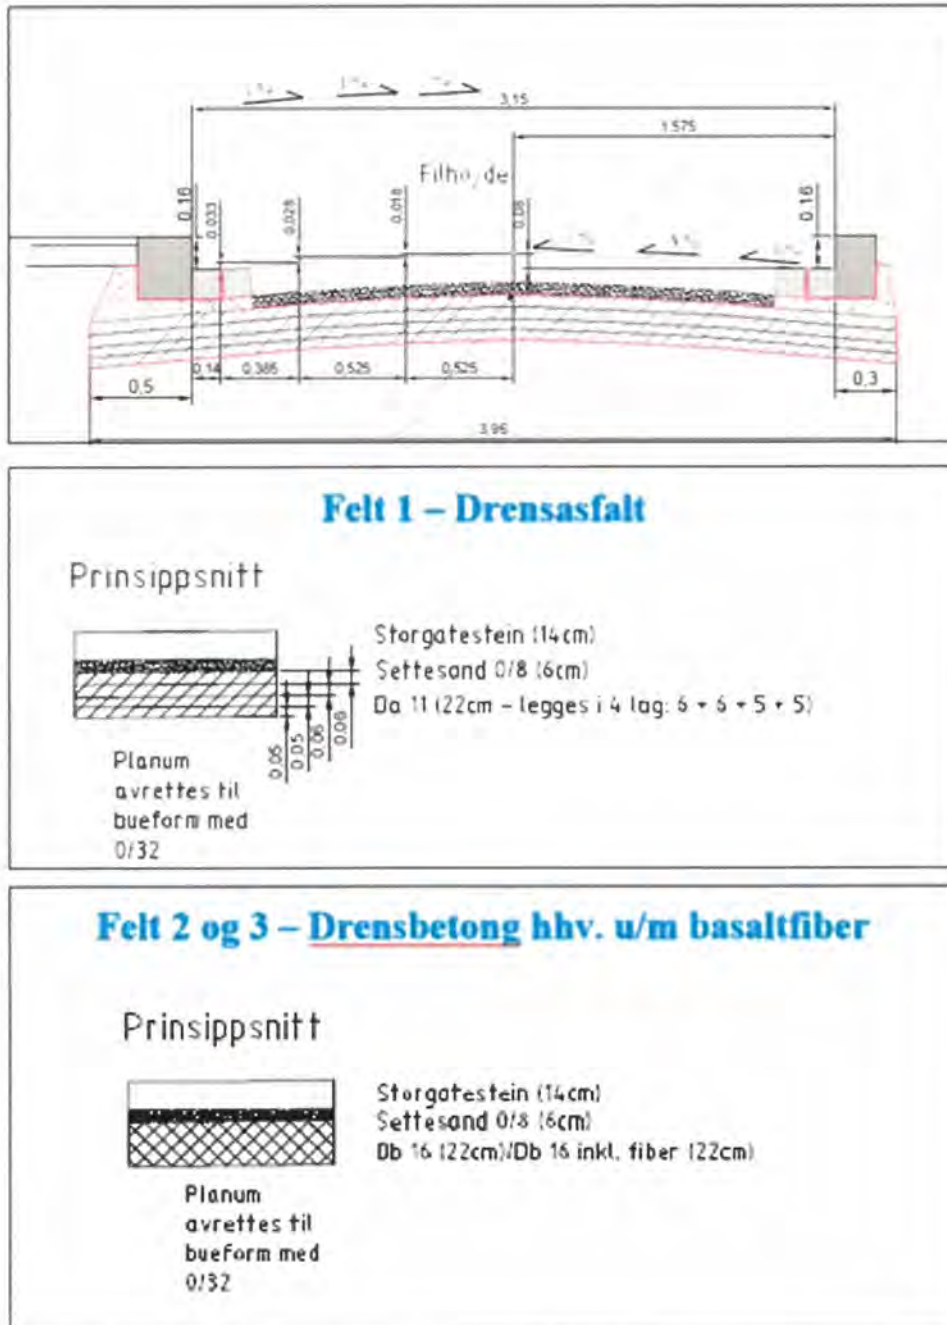 3,15
1.575
Filhøyde
0.16
0.033
0.028
0.018
0.08
0.16
0,5
0,14
0,385
0,525
0,525
0,3
3,95
Felt 1 – Drensasfalt
Prinsippsnitt
Storgatestein (14cm)
Settesand 0/8 (6cm)
Da 11 (22cm - legges i 4 lag: 6 + 6 + 5 + 5)
0.05
0.05
0.06
0.06
Planum
avrettes til
bueform med
0/32
Felt 2 og 3 – Drensbetong hhv. u/m basaltfiber
Prinsippsnitt
Storgatestein (14cm)
Settesand 0/8 (6cm)
Db 16 (22cm)/Db 16 inkl. fiber (22cm)
Planum
avrettes til
bueform med
0/32